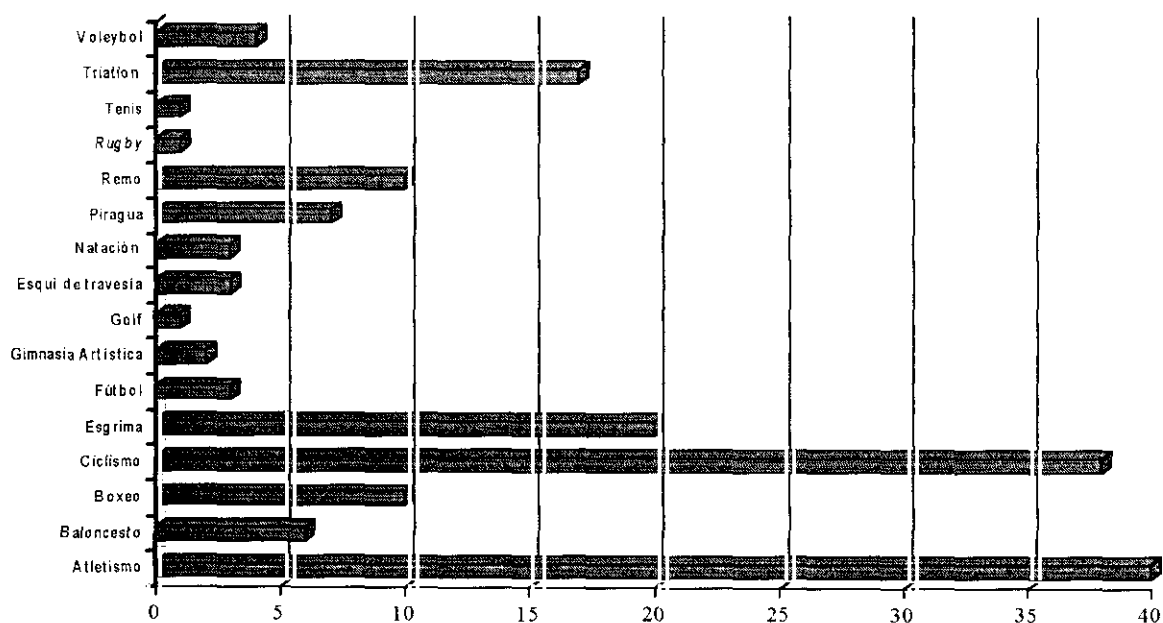 Voleybol
Triatlon
Tenis
Rugby
Remo
Piragua
Natación
Esqui de travesía
Golf
Gimnasia Artística
Fútbol
Esgrima
Ciclismo
Boxeo
Baloncesto
Atletismo
0 5 10 15 20 25 30 35 40